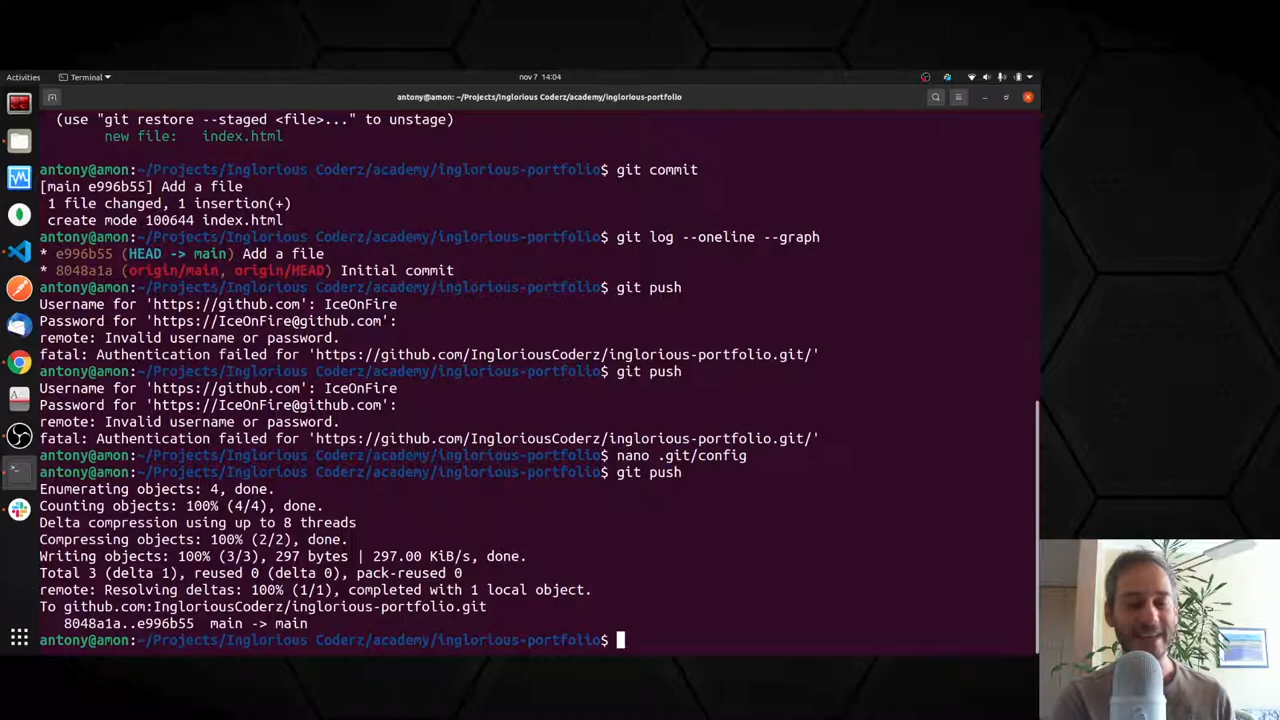 Activities
Terminal
nov 7 14:04
antony@amon: ~/Projects/Inglorious Coderz/academy/inglorious-portfolio
(use "git restore --staged <file>..." to unstage)
new file:   index.html
antony@amon:~/Projects/Inglorious Coderz/academy/inglorious-portfolio$ git commit
[main e996b55] Add a file
1 file changed, 1 insertion(+)
create mode 100644 index.html
antony@amon:~/Projects/Inglorious Coderz/academy/inglorious-portfolio$ git log --oneline --graph
* e996b55 (HEAD -> main) Add a file
* 8048a1a (origin/main, origin/HEAD) Initial commit
antony@amon:~/Projects/Inglorious Coderz/academy/inglorious-portfolio$ git push
Username for 'https://github.com': IceOnFire
Password for 'https://IceOnFire@github.com':
remote: Invalid username or password.
fatal: Authentication failed for 'https://github.com/IngloriousCoderz/inglorious-portfolio.git/'
antony@amon:~/Projects/Inglorious Coderz/academy/inglorious-portfolio$ git push
Username for 'https://github.com': IceOnFire
Password for 'https://IceOnFire@github.com':
remote: Invalid username or password.
fatal: Authentication failed for 'https://github.com/IngloriousCoderz/inglorious-portfolio.git/'
antony@amon:~/Projects/Inglorious Coderz/academy/inglorious-portfolio$ nano .git/config
antony@amon:~/Projects/Inglorious Coderz/academy/inglorious-portfolio$ git push
Enumerating objects: 4, done.
Counting objects: 100% (4/4), done.
Delta compression using up to 8 threads
Compressing objects: 100% (2/2), done.
Writing objects: 100% (3/3), 297 bytes | 297.00 KiB/s, done.
Total 3 (delta 1), reused 0 (delta 0), pack-reused 0
remote: Resolving deltas: 100% (1/1), completed with 1 local object.
To github.com:IngloriousCoderz/inglorious-portfolio.git
8048a1a..e996b55  main -> main
antony@amon:~/Projects/Inglorious Coderz/academy/inglorious-portfolio$